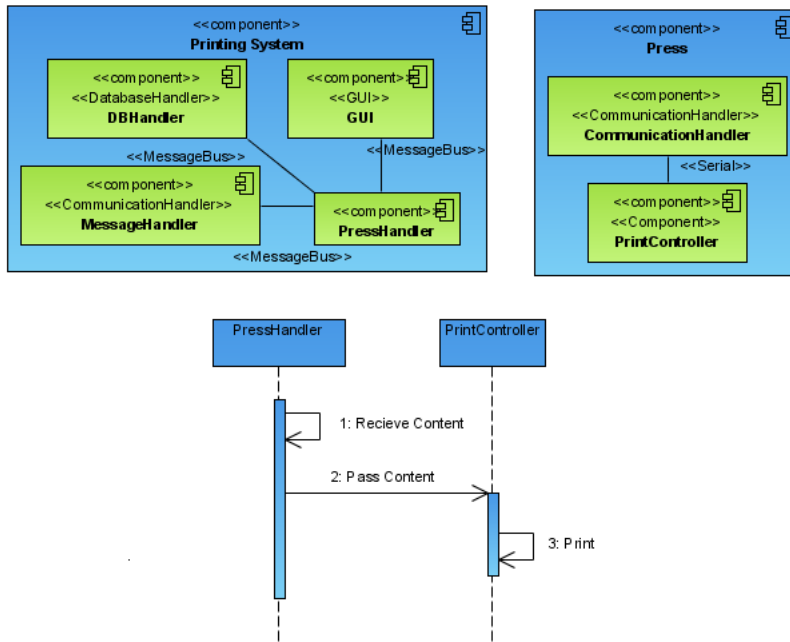 <<component>>
Printing System
<<component>>
<<DatabaseHandler>>
DBHandler
<<component>>
<<GUI>>
GUI
<<MessageBus>>
<<MessageBus>>
<<component>>
<<CommunicationHandler>>
MessageHandler
<<component>>
PressHandler
<<MessageBus>>
<<component>>
Press
<<component>>
<<CommunicationHandler>>
CommunicationHandler
<<Serial>>
<<component>>
<<Component>>
PrintController
PressHandler
PrintController
1: Recieve Content
2: Pass Content
3: Print